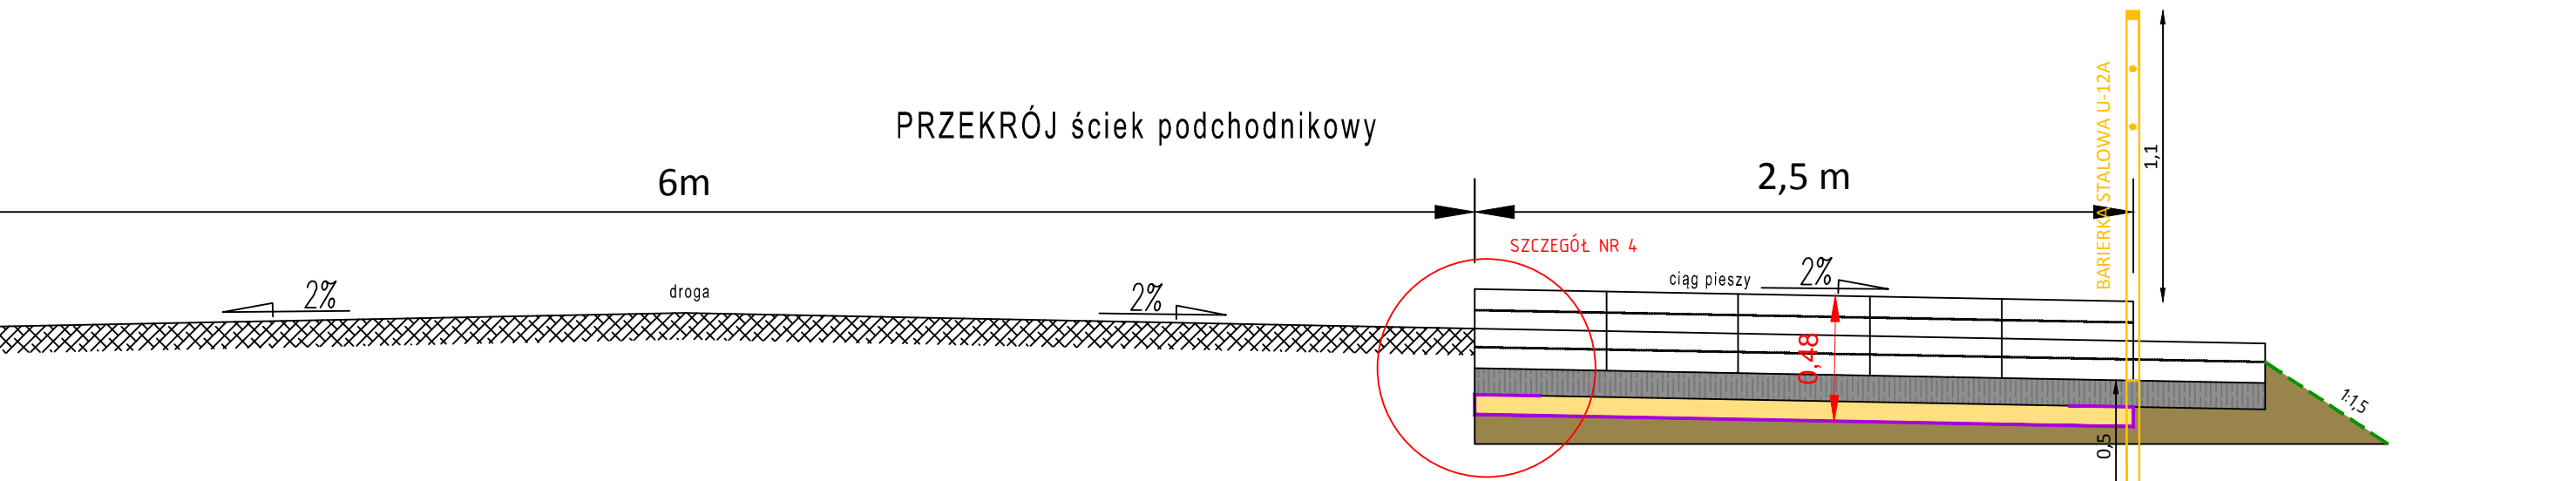 PRZEKRÓJ ściek podchodnikowy
6m
2,5 m
BARIERKA STALOWA U-12A
1,1
SZCZEGÓŁ NR 4
2%
droga
2%
ciąg pieszy
2%
0,48
0,5
1:1,5